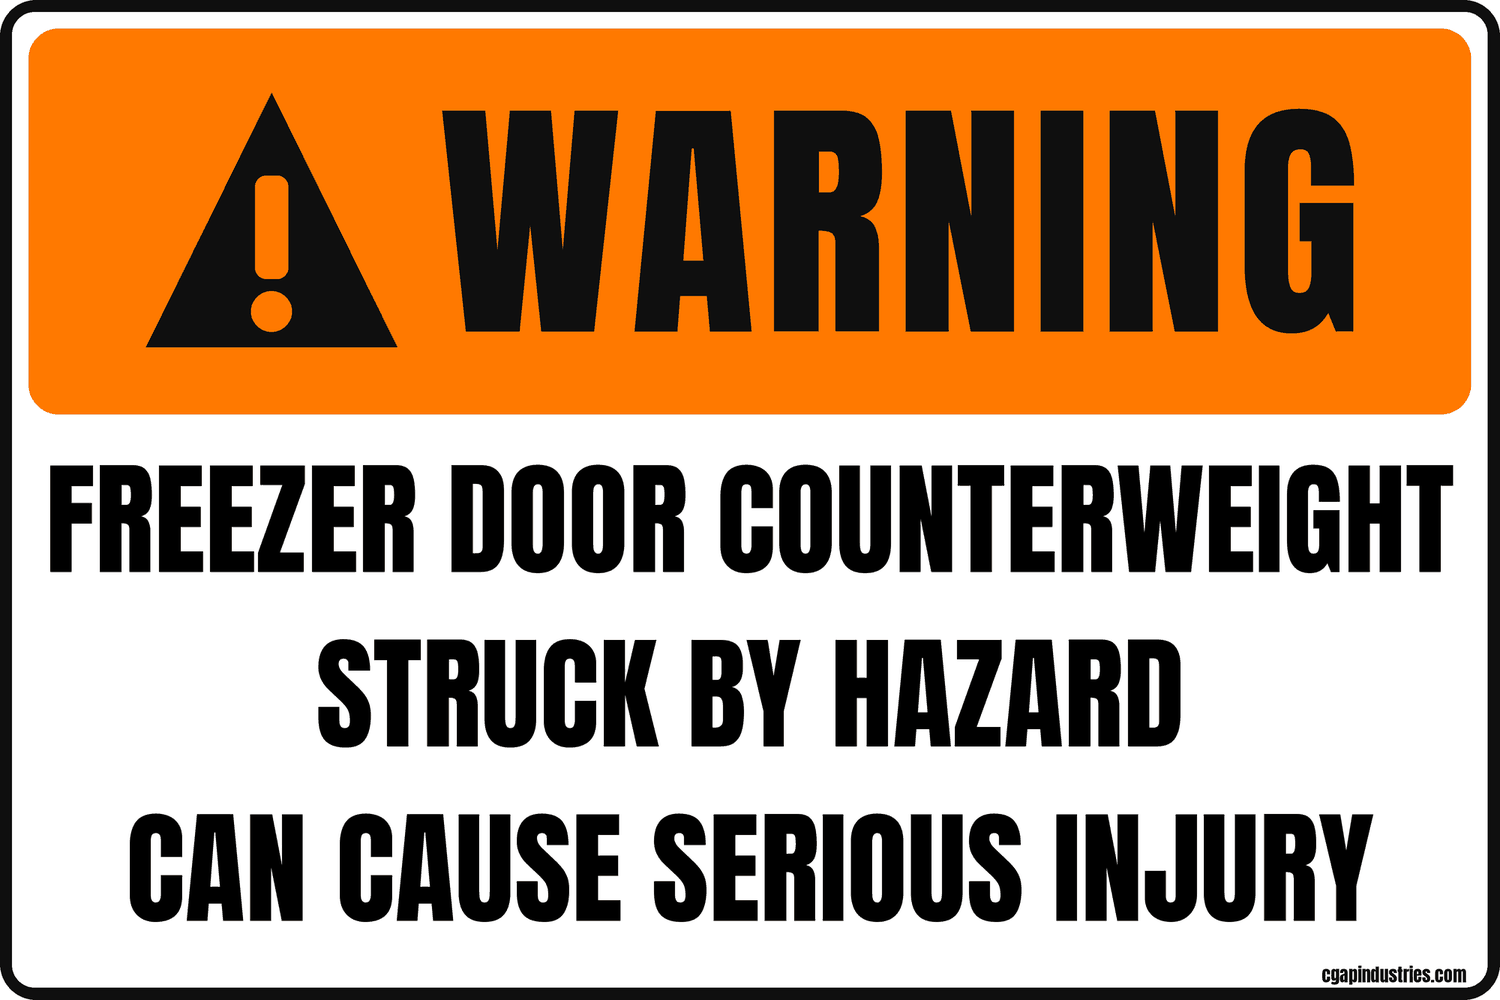 WARNING
FREEZER DOOR COUNTERWEIGHT
STRUCK BY HAZARD
CAN CAUSE SERIOUS INJURY
cgapindustries.com